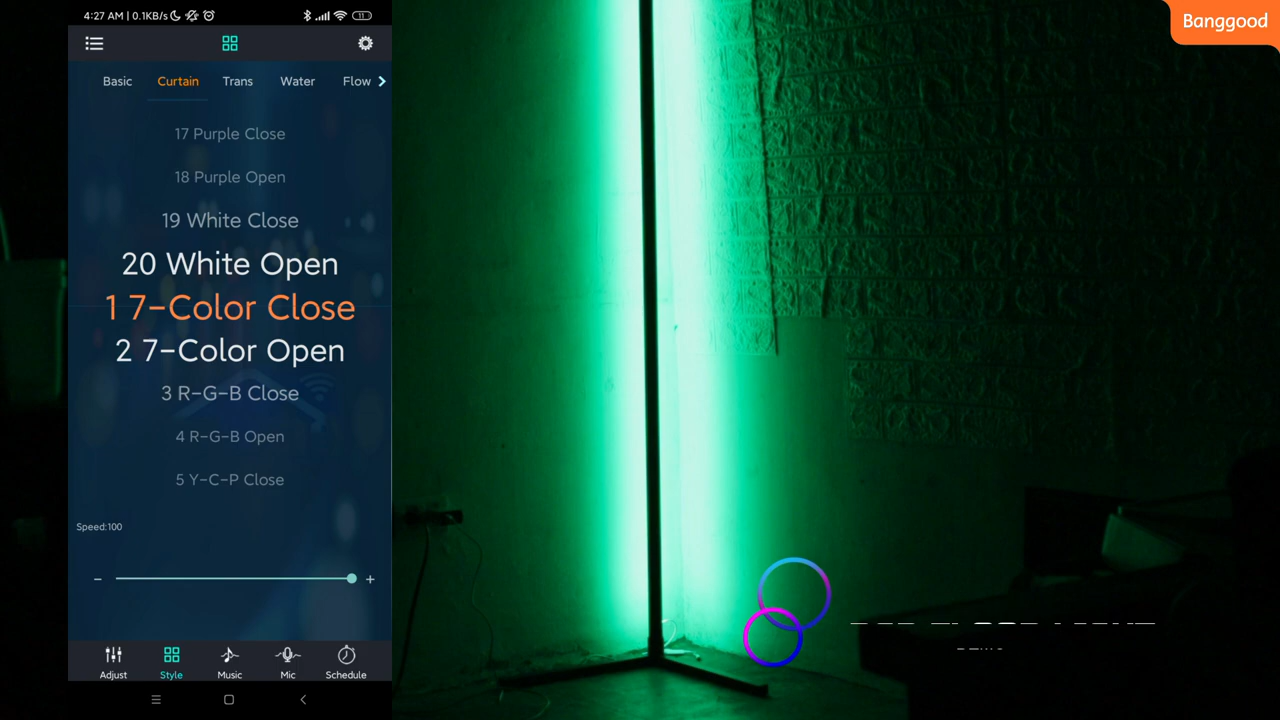 4:27 AM | 0.1KB/s
11
Banggood
Basic Curtain Trans Water Flow
17 Purple Close
18 Purple Open
19 White Close
20 White Open
1 7-Color Close
2 7-Color Open
3 R-G-B Close
4 R-G-B Open
5 Y-C-P Close
Speed:100
- +
Adjust Style Music Mic Schedule